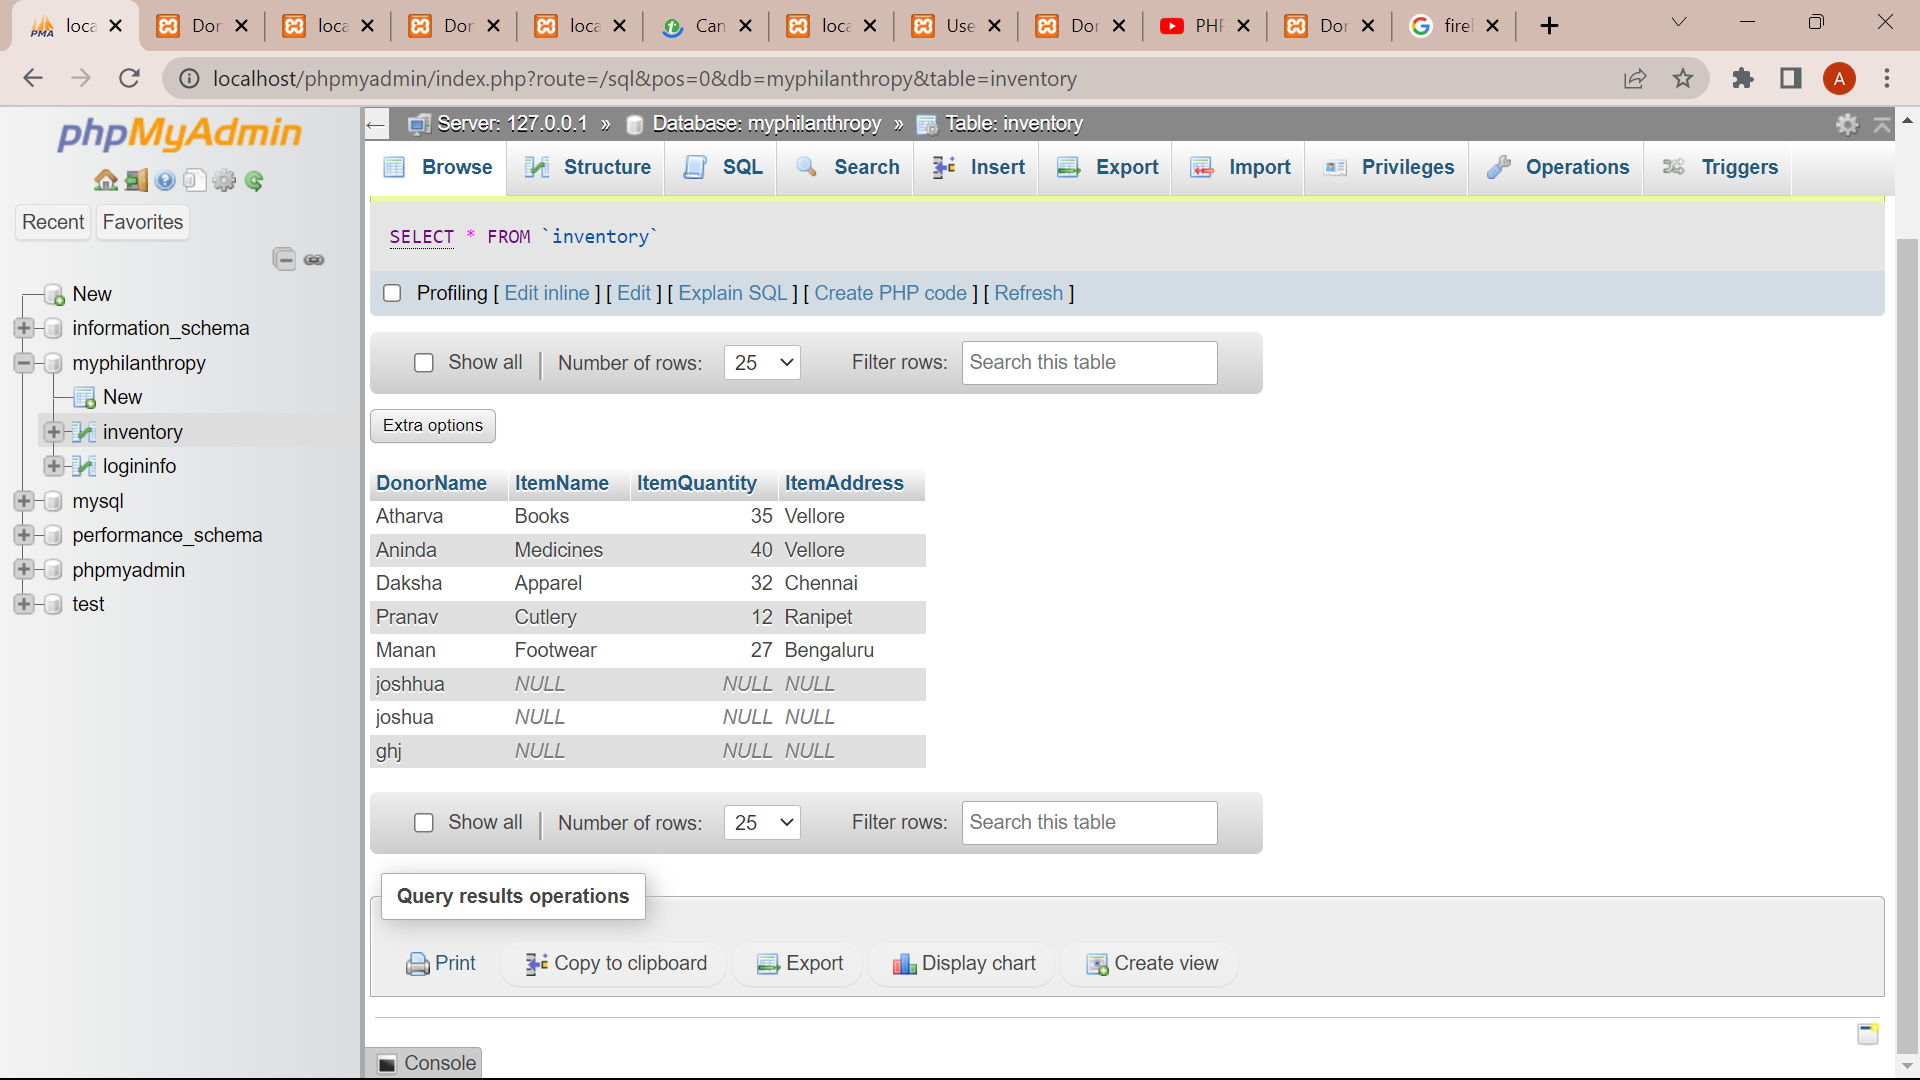 loca Dor loca Dor loca Can loca Use Dor PHP Dor firel
localhost/phpmyadmin/index.php?route=/sql&pos=0&db=myphilanthropy&table=inventory
A
phpMyAdmin
Recent Favorites
New
information_schema
myphilanthropy
New
inventory
logininfo
mysql
performance_schema
phpmyadmin
test
Server: 127.0.0.1 » Database: myphilanthropy » Table: inventory
Browse Structure SQL Search Insert Export Import Privileges Operations Triggers
SELECT * FROM `inventory`
Profiling [ Edit inline ] [ Edit ] [ Explain SQL ] [ Create PHP code ] [ Refresh ]
Show all Number of rows: 25 Filter rows: Search this table
Extra options
DonorName ItemName ItemQuantity ItemAddress
Atharva Books 35 Vellore
Aninda Medicines 40 Vellore
Daksha Apparel 32 Chennai
Pranav Cutlery 12 Ranipet
Manan Footwear 27 Bengaluru
joshhua NULL NULL NULL
joshua NULL NULL NULL
ghj NULL NULL NULL
Show all Number of rows: 25 Filter rows: Search this table
Query results operations
Print Copy to clipboard Export Display chart Create view
Console